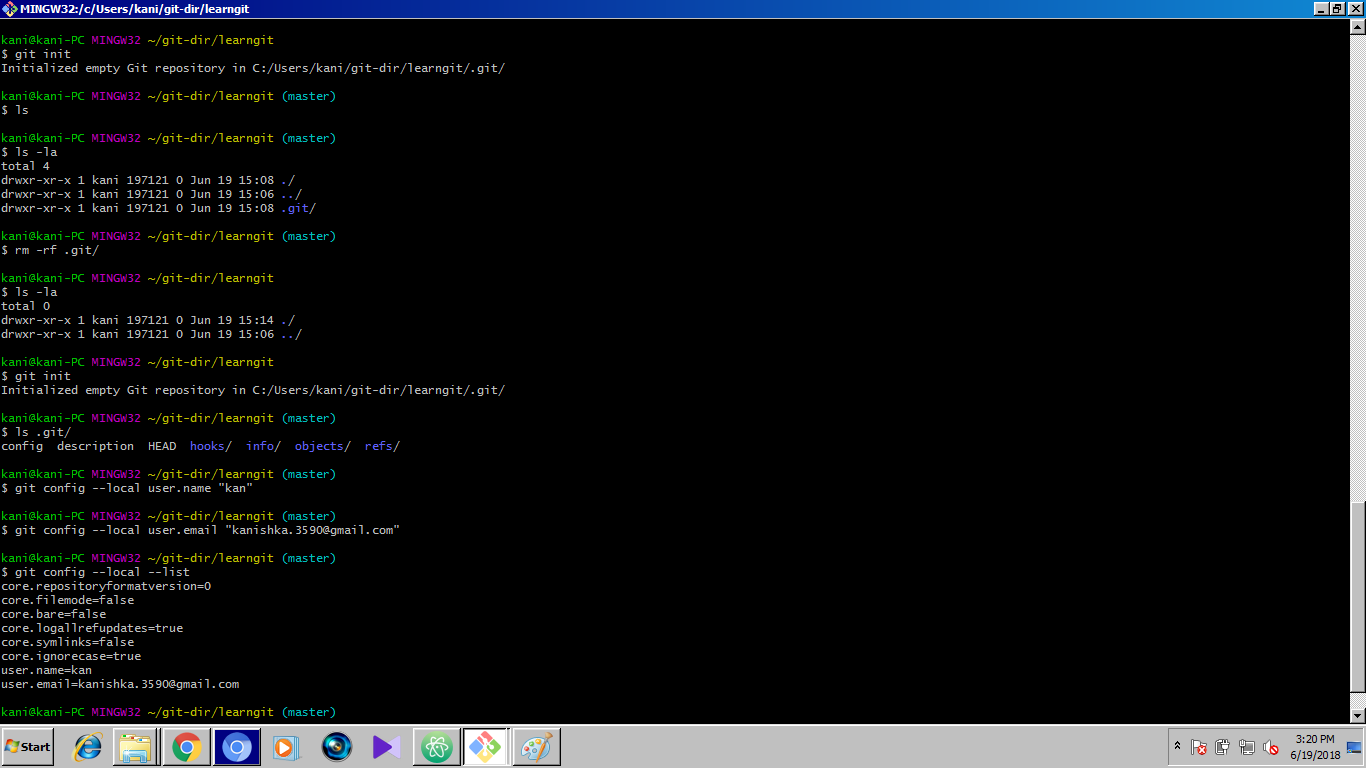 MINGW32:/c/Users/kani/git-dir/learngit
kani@kani-PC MINGW32 ~/git-dir/learngit
$ git init
Initialized empty Git repository in C:/Users/kani/git-dir/learngit/.git/
kani@kani-PC MINGW32 ~/git-dir/learngit (master)
$ ls
kani@kani-PC MINGW32 ~/git-dir/learngit (master)
$ ls -la
total 4
drwxr-xr-x 1 kani 197121 0 Jun 19 15:08 ./
drwxr-xr-x 1 kani 197121 0 Jun 19 15:06 ../
drwxr-xr-x 1 kani 197121 0 Jun 19 15:08 .git/
kani@kani-PC MINGW32 ~/git-dir/learngit (master)
$ rm -rf .git/
kani@kani-PC MINGW32 ~/git-dir/learngit
$ ls -la
total 0
drwxr-xr-x 1 kani 197121 0 Jun 19 15:14 ./
drwxr-xr-x 1 kani 197121 0 Jun 19 15:06 ../
kani@kani-PC MINGW32 ~/git-dir/learngit
$ git init
Initialized empty Git repository in C:/Users/kani/git-dir/learngit/.git/
kani@kani-PC MINGW32 ~/git-dir/learngit (master)
$ ls .git/
config  description  HEAD  hooks/  info/  objects/  refs/
kani@kani-PC MINGW32 ~/git-dir/learngit (master)
$ git config --local user.name "kan"
kani@kani-PC MINGW32 ~/git-dir/learngit (master)
$ git config --local user.email "kanishka.3590@gmail.com"
kani@kani-PC MINGW32 ~/git-dir/learngit (master)
$ git config --local --list
core.repositoryformatversion=0
core.filemode=false
core.bare=false
core.logallrefupdates=true
core.symlinks=false
core.ignorecase=true
user.name=kan
user.email=kanishka.3590@gmail.com
kani@kani-PC MINGW32 ~/git-dir/learngit (master)
Start
3:20 PM
6/19/2018